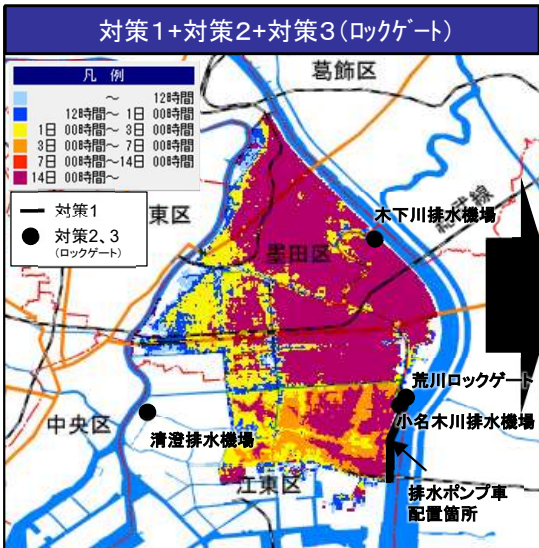 対策1+対策2+対策3(ロックゲート)
凡 例
~ 12時間
12時間~ 1日 00時間
1日 00時間~ 3日 00時間
3日 00時間~ 7日 00時間
7日 00時間~14日 00時間
14日 00時間~
対策1
対策2、3
(ロックゲート)
葛飾区
東区
木下川排水機場
総武線
墨田区
荒川ロックゲート
小名木川排水機場
中央区
清澄排水機場
江東区
排水ポンプ車
配置箇所